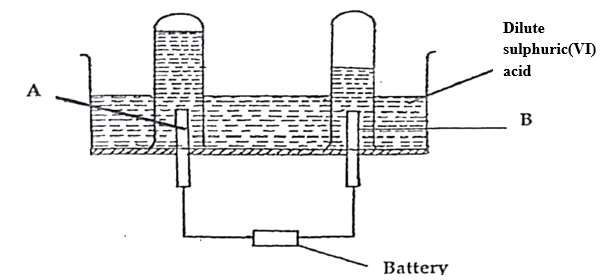 Dilute
sulphuric(VI)
acid
A
B
Battery